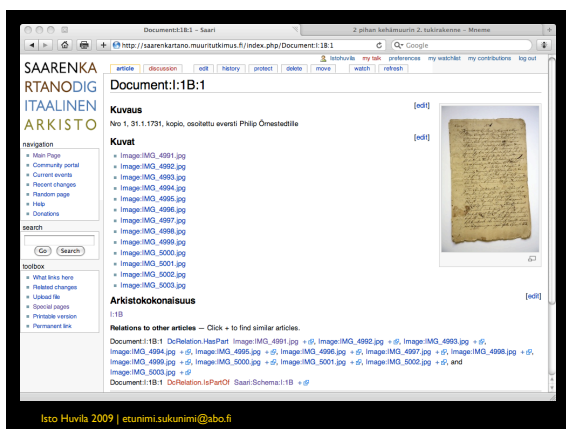 Document:I:1B:1 – Saari
2 pihan kehämuurin 2. tukirakenne – Mneme
http://saarenkartano.muuritutkimus.fi/index.php/Document:I:1B:1
Google
Istohuvila my talk preferences my watchlist my contributions log out
SAARENKA
RTANODIG
ITAALINEN
ARKISTO
article discussion edit history protect delete move watch refresh
Document:I:1B:1
Kuvaus [edit]
Nro 1, 31.1.1731, kopio, osoitettu eversti Philip Örnestedtille
Kuvat [edit]
Image:IMG_4991.jpg
Image:IMG_4992.jpg
Image:IMG_4993.jpg
Image:IMG_4994.jpg
Image:IMG_4995.jpg
Image:IMG_4996.jpg
Image:IMG_4997.jpg
Image:IMG_4998.jpg
Image:IMG_4999.jpg
Image:IMG_5000.jpg
Image:IMG_5001.jpg
Image:IMG_5002.jpg
Image:IMG_5003.jpg
navigation
Main Page
Community portal
Current events
Recent changes
Random page
Help
Donations
search
Go Search
toolbox
What links here
Related changes
Upload file
Special pages
Printable version
Permanent link
Arkistokokonaisuus [edit]
I:1B
Relations to other articles — Click + to find similar articles.
Document:I:1B:1 DcRelation.HasPart Image:IMG_4991.jpg +, Image:IMG_4992.jpg +, Image:IMG_4993.jpg +,
Image:IMG_4994.jpg +, Image:IMG_4995.jpg +, Image:IMG_4996.jpg +, Image:IMG_4997.jpg +, Image:IMG_4998.jpg +,
Image:IMG_4999.jpg +, Image:IMG_5000.jpg +, Image:IMG_5001.jpg +, Image:IMG_5002.jpg +, and
Image:IMG_5003.jpg +
Document:I:1B:1 DcRelation.IsPartOf Saari:Schema:I:1B +
Isto Huvila 2009 | etunimi.sukunimi@abo.fi